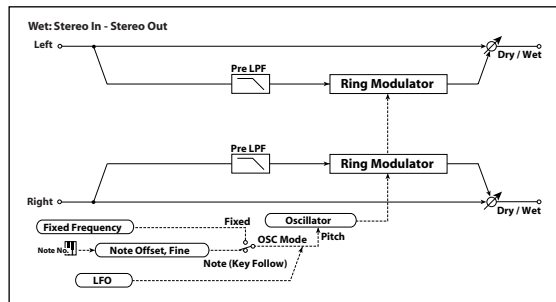 Wet: Stereo In - Stereo Out
Left
Dry / Wet
Pre LPF
Ring Modulator
Pre LPF
Ring Modulator
Right
Dry / Wet
Fixed Frequency
Fixed
Oscillator
OSC Mode
Pitch
Note No.
Note Offset, Fine
Note (Key Follow)
LFO